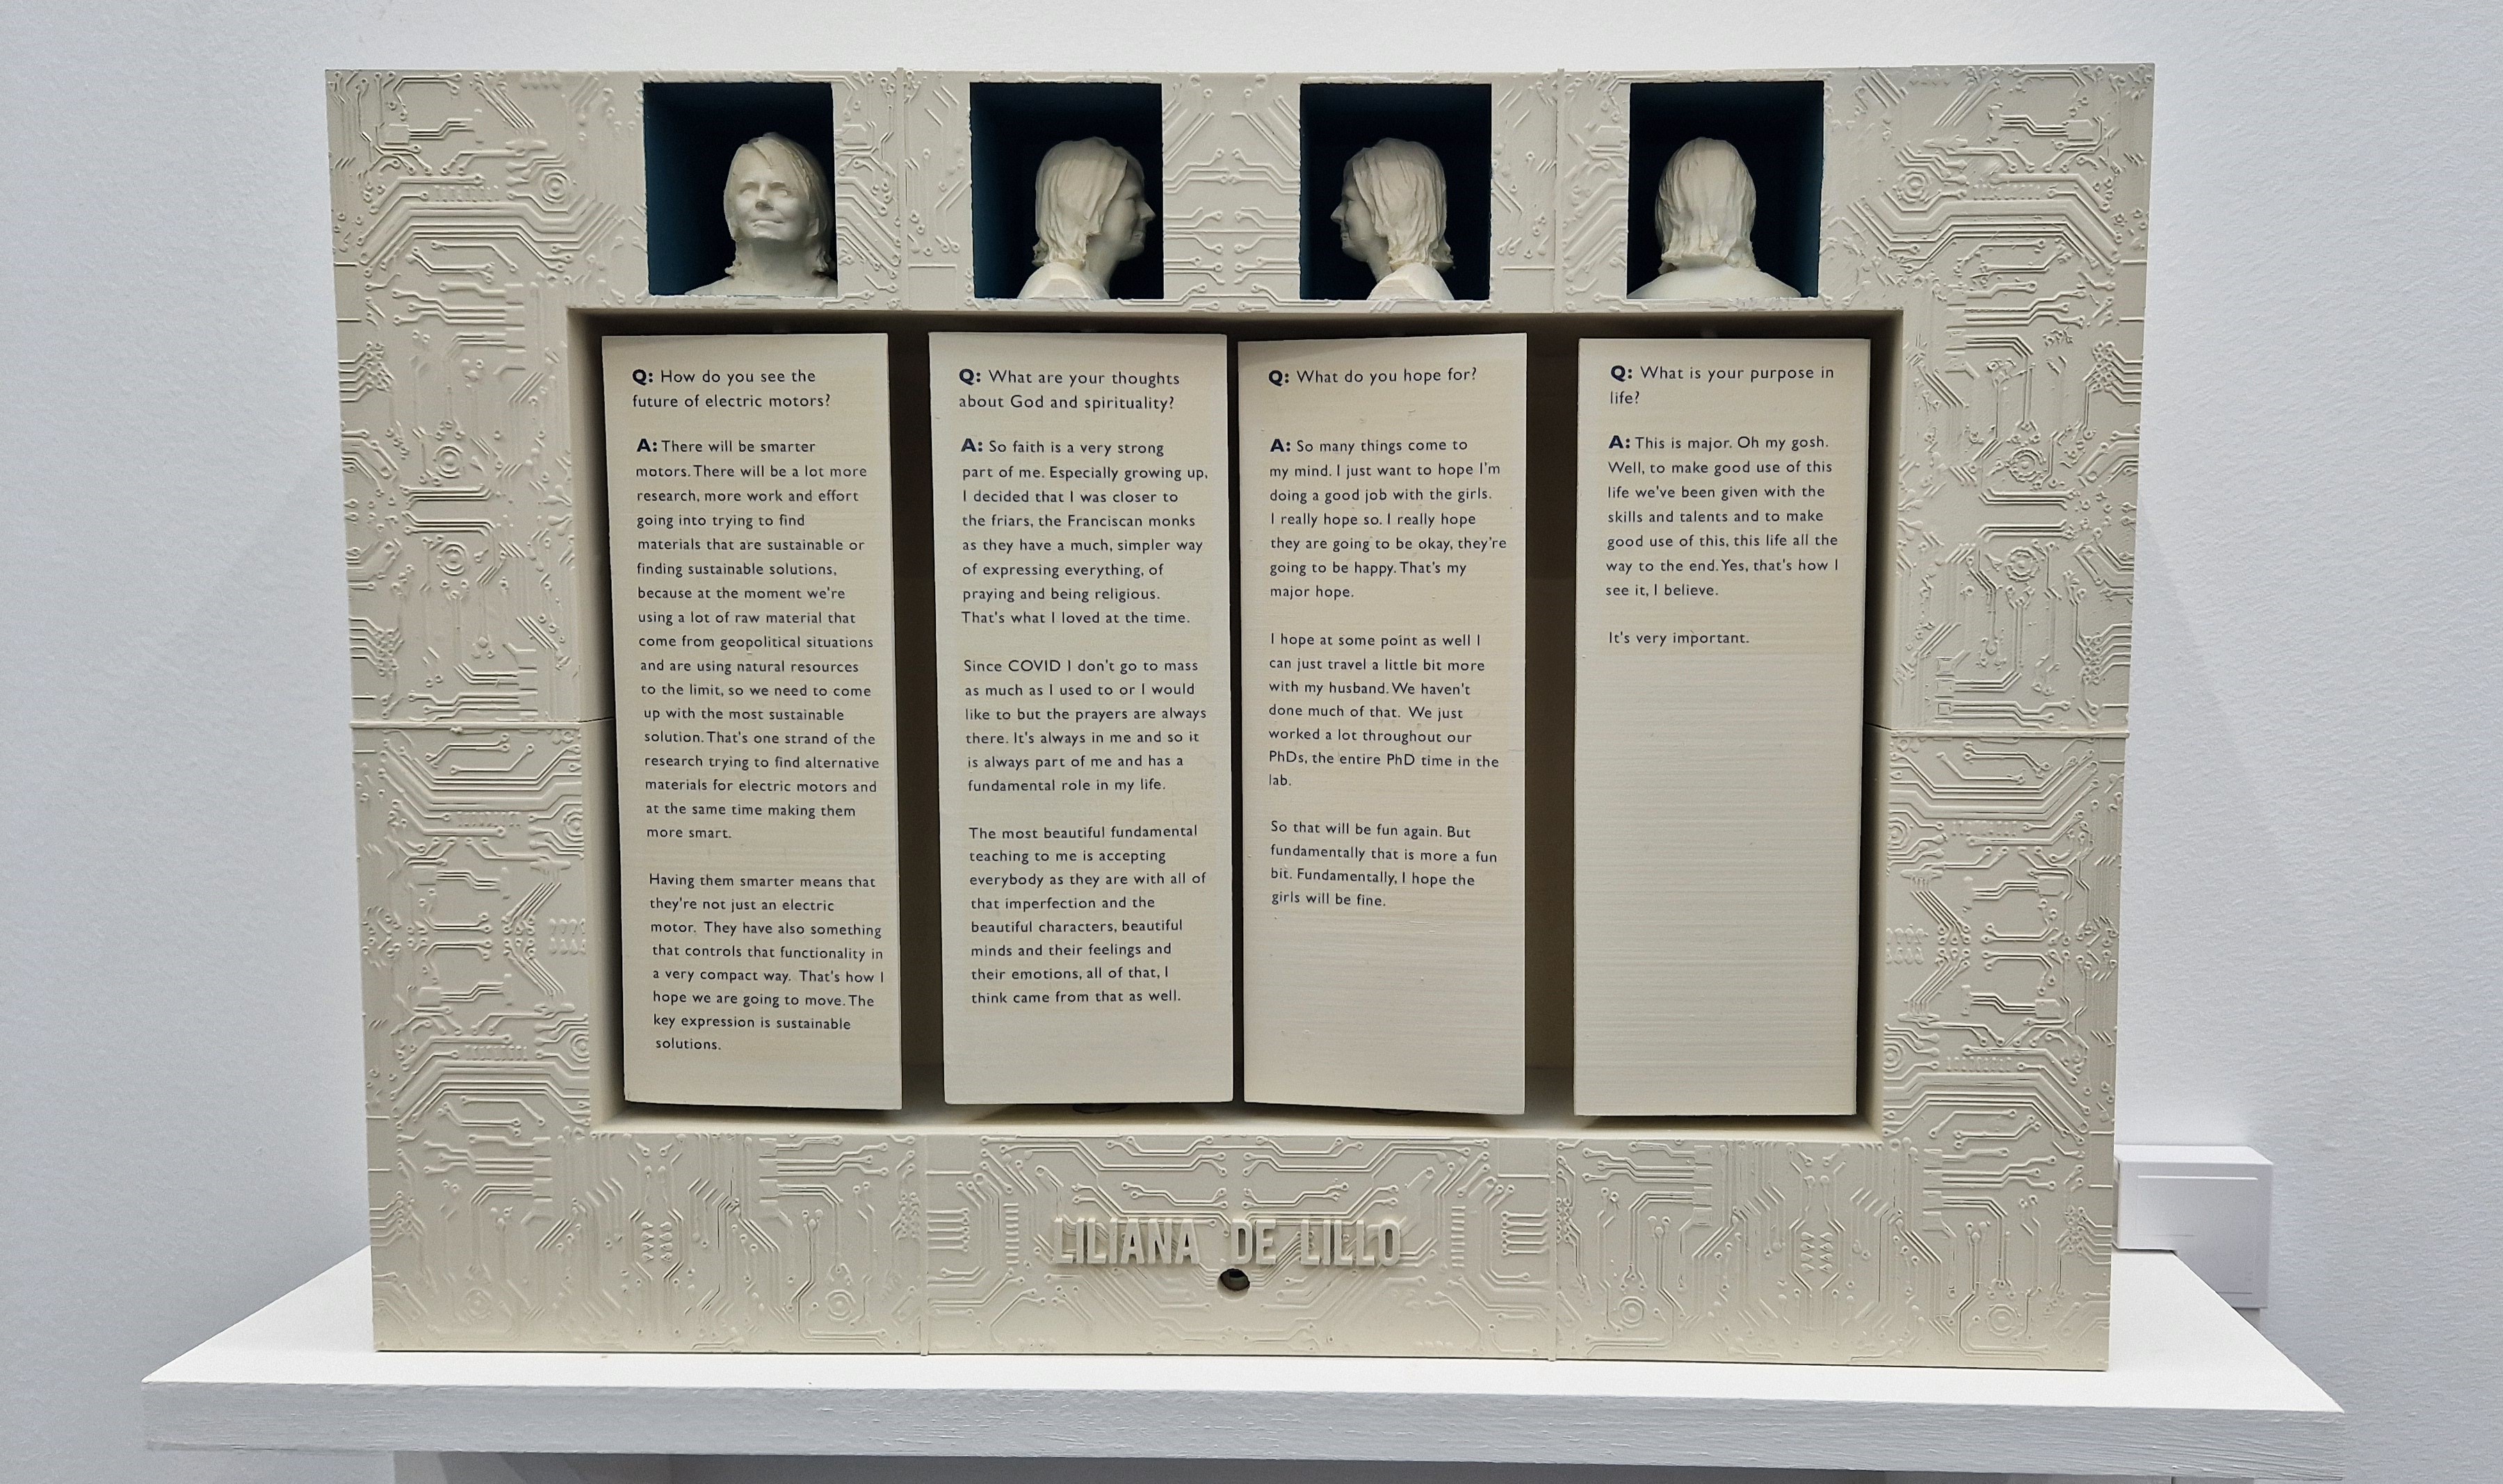 Q: How do you see the
future of electric motors?
A: There will be smarter
motors. There will be a lot more
research, more work and effort
going into trying to find
materials that are sustainable or
finding sustainable solutions,
because at the moment we're
using a lot of raw material that
come from geopolitical situations
and are using natural resources
to the limit, so we need to come
up with the most sustainable
solution. That's one strand of the
research trying to find alternative
materials for electric motors and
at the same time making them
more smart.
Having them smarter means that
they're not just an electric
motor. They have also something
that controls that functionality in
a very compact way. That's how I
hope we are going to move. The
key expression is sustainable
solutions.
Q: What are your thoughts
about God and spirituality?
A: So faith is a very strong
part of me. Especially growing up,
I decided that I was closer to
the friars, the Franciscan monks
as they have a much, simpler way
of expressing everything, of
praying and being religious.
That's what I loved at the time.
Since COVID I don't go to mass
as much as I used to or I would
like to but the prayers are always
there. It's always in me and so it
is always part of me and has a
fundamental role in my life.
The most beautiful fundamental
teaching to me is accepting
everybody as they are with all of
that imperfection and the
beautiful characters, beautiful
minds and their feelings and
their emotions, all of that, I
think came from that as well.
Q: What do you hope for?
A: So many things come to
my mind. I just want to hope I'm
doing a good job with the girls.
I really hope so. I really hope
they are going to be okay, they're
going to be happy. That's my
major hope.
I hope at some point as well I
can just travel a little bit more
with my husband. We haven't
done much of that. We just
worked a lot throughout our
PhDs, the entire PhD time in the
lab.
So that will be fun again. But
fundamentally that is more a fun
bit. Fundamentally, I hope the
girls will be fine.
Q: What is your purpose in
life?
A: This is major. Oh my gosh.
Well, to make good use of this
life we've been given with the
skills and talents and to make
good use of this, this life all the
way to the end. Yes, that's how I
see it, I believe.
It's very important.
LILIANA DE LILLO